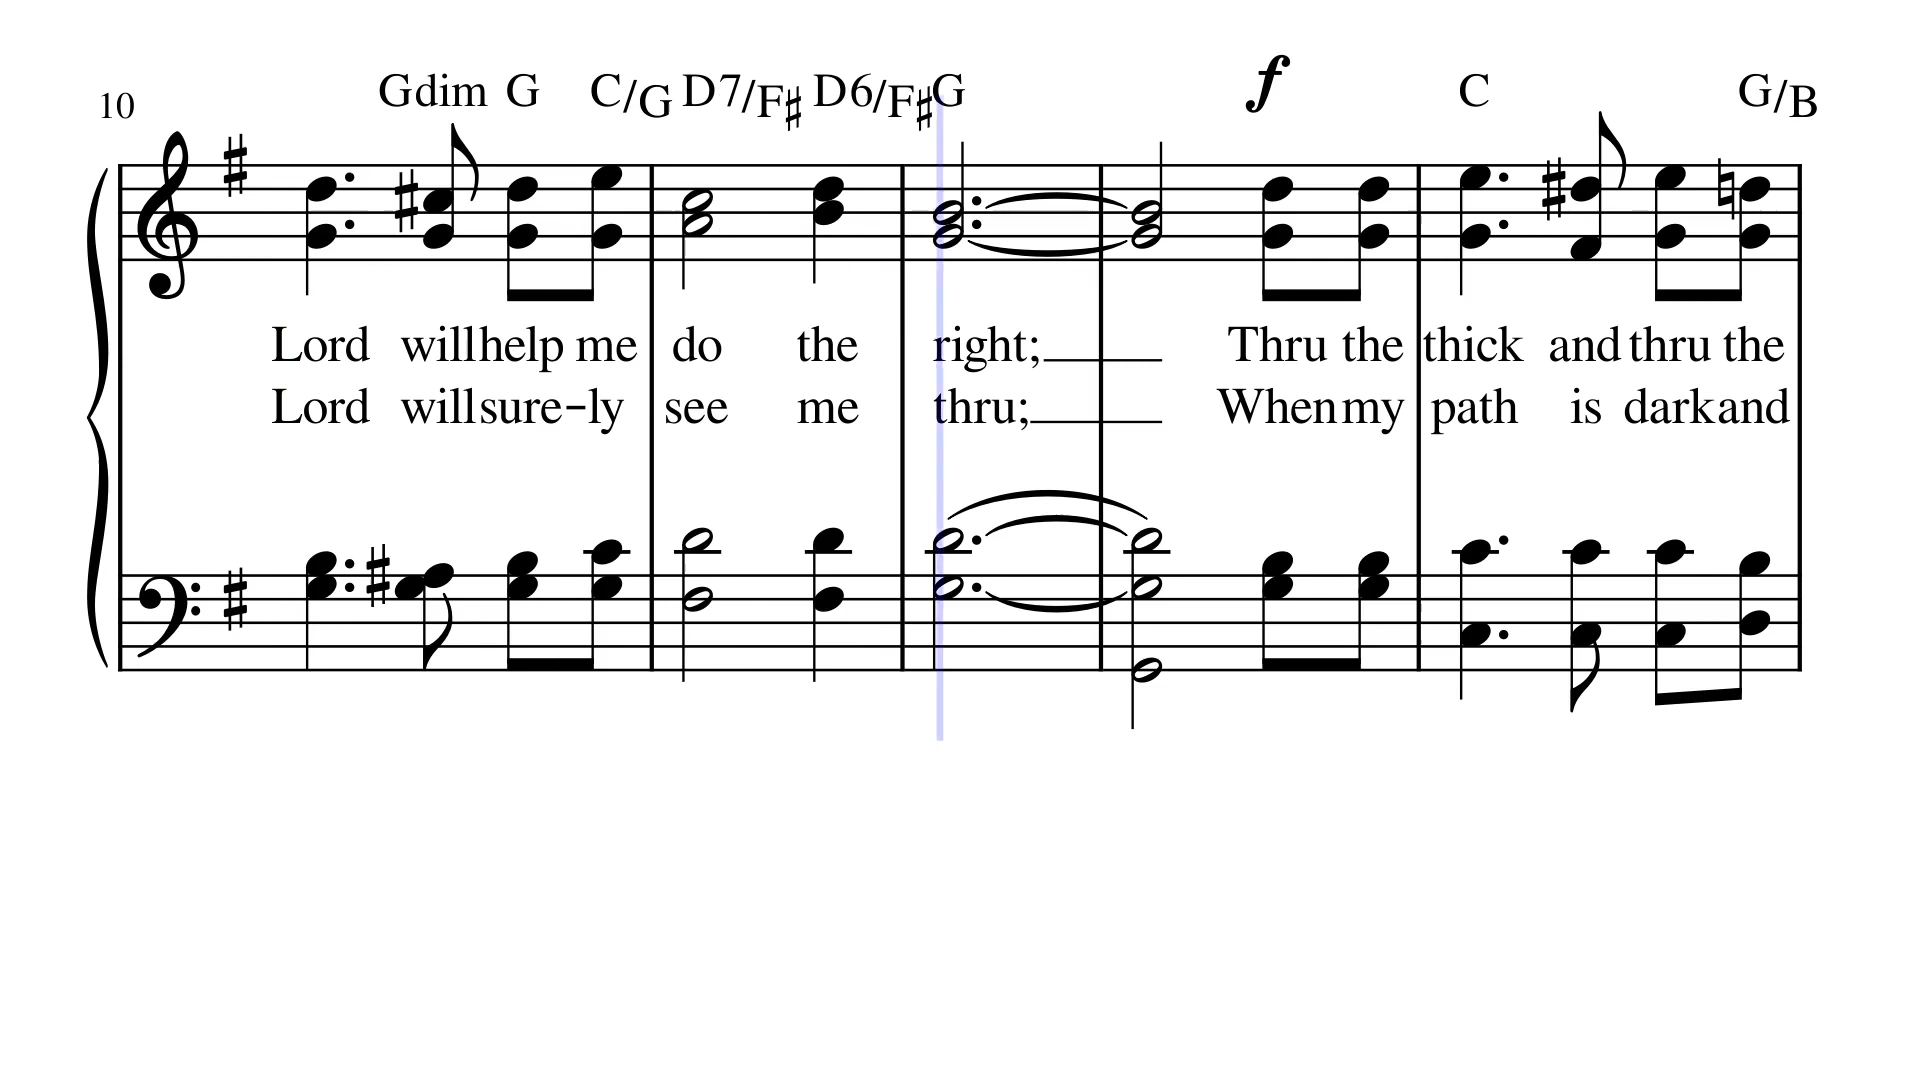 10 Gdim G C/G D7/F♯ D6/F♯ G f C G/B
Lord will help me do the right; Thru the thick and thru the
Lord will sure-ly see me thru; When my path is dark and